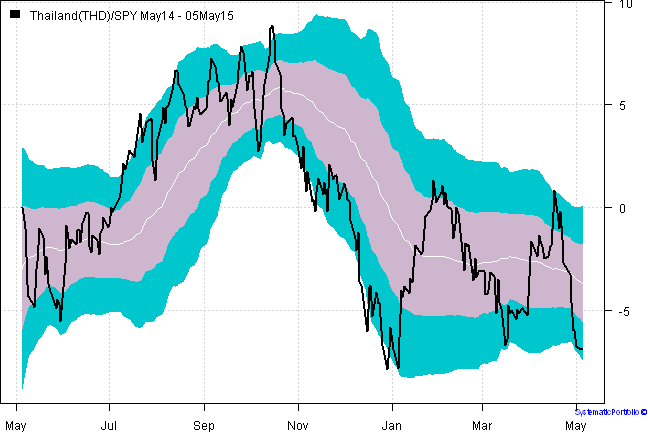 Thailand(THD)/SPY May14 - 05May15
10
5
0
-5
SystematicPortfolio ©
May Jul Sep Nov Jan Mar May